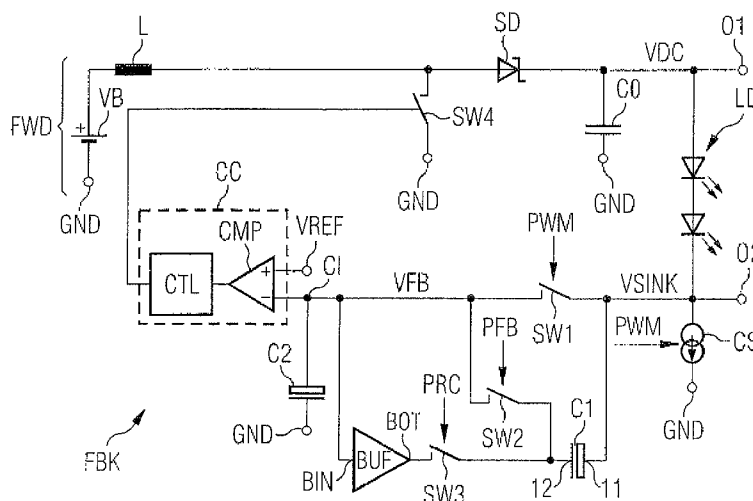 L
SD
VDC
O1
+
VB
FWD
SW4
C0
LD
GND
GND
GND
CC
CMP
VREF
PWM
CTL
+
−
CI
VFB
VSINK
O2
SW1
PWM
CS
C2
PFB
GND
PRC
SW2
C1
GND
FBK
BIN
BUF
BOT
SW3
12
11